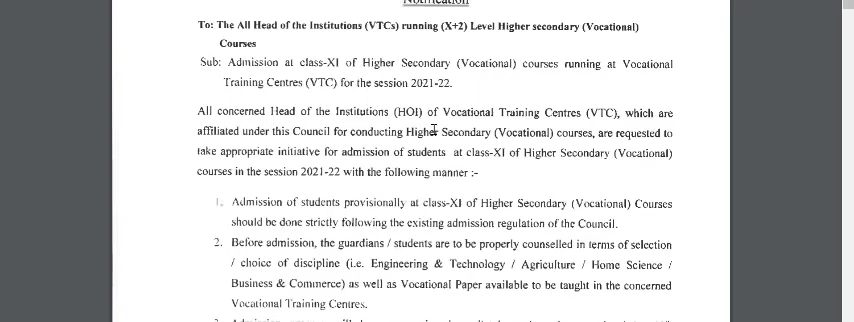 Notification
To: The All Head of the Institutions (VTCs) running (X+2) Level Higher secondary (Vocational)
Courses
Sub: Admission at class-XI of Higher Secondary (Vocational) courses running at Vocational
Training Centres (VTC) for the session 2021-22.
All concerned Head of the Institutions (HOI) of Vocational Training Centres (VTC), which are
affiliated under this Council for conducting Higher Secondary (Vocational) courses, are requested to
take appropriate initiative for admission of students at class-XI of Higher Secondary (Vocational)
courses in the session 2021-22 with the following manner :-
1. Admission of students provisionally at class-XI of Higher Secondary (Vocational) Courses
should be done strictly following the existing admission regulation of the Council.
2. Before admission, the guardians / students are to be properly counselled in terms of selection
/ choice of discipline (i.e. Engineering & Technology / Agriculture / Home Science /
Business & Commerce) as well as Vocational Paper available to be taught in the concerned
Vocational Training Centres.